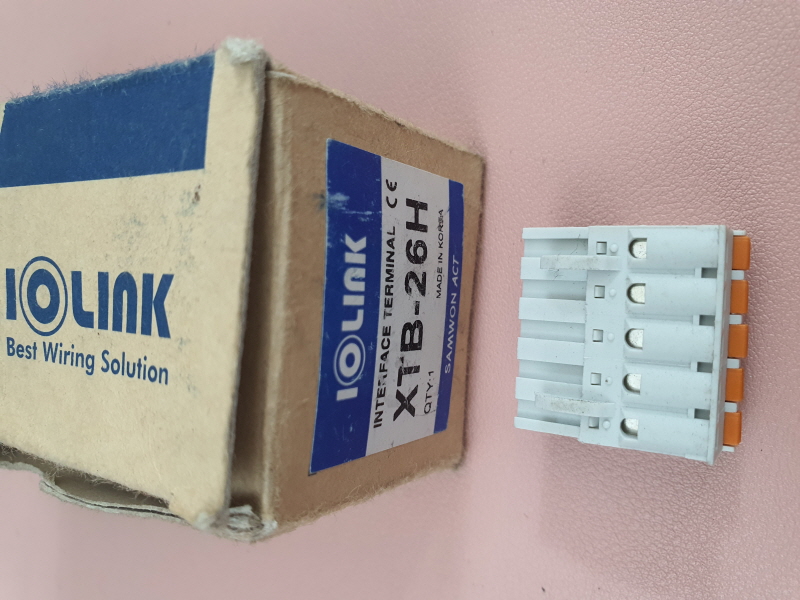 IOLINK
Best Wiring Solution
IOLINK
INTERFACE TERMINAL CE
XTB-26H
QTY:1 MADE IN KOREA
SAMWON ACT